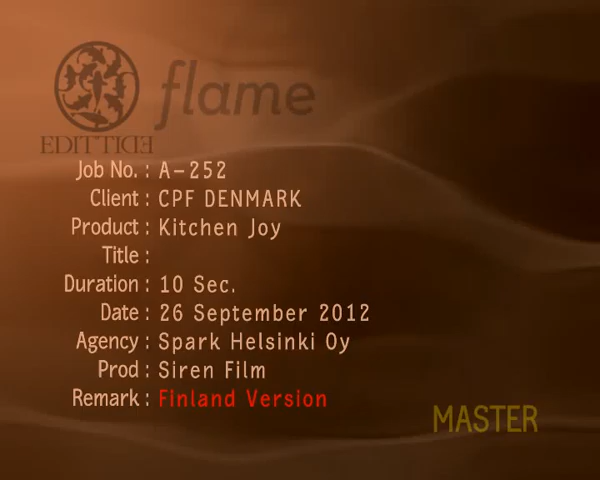 flame
EDITTIDE
Job No. : A-252
Client : CPF DENMARK
Product : Kitchen Joy
Title :
Duration : 10 Sec.
Date : 26 September 2012
Agency : Spark Helsinki Oy
Prod : Siren Film
Remark : Finland Version
MASTER